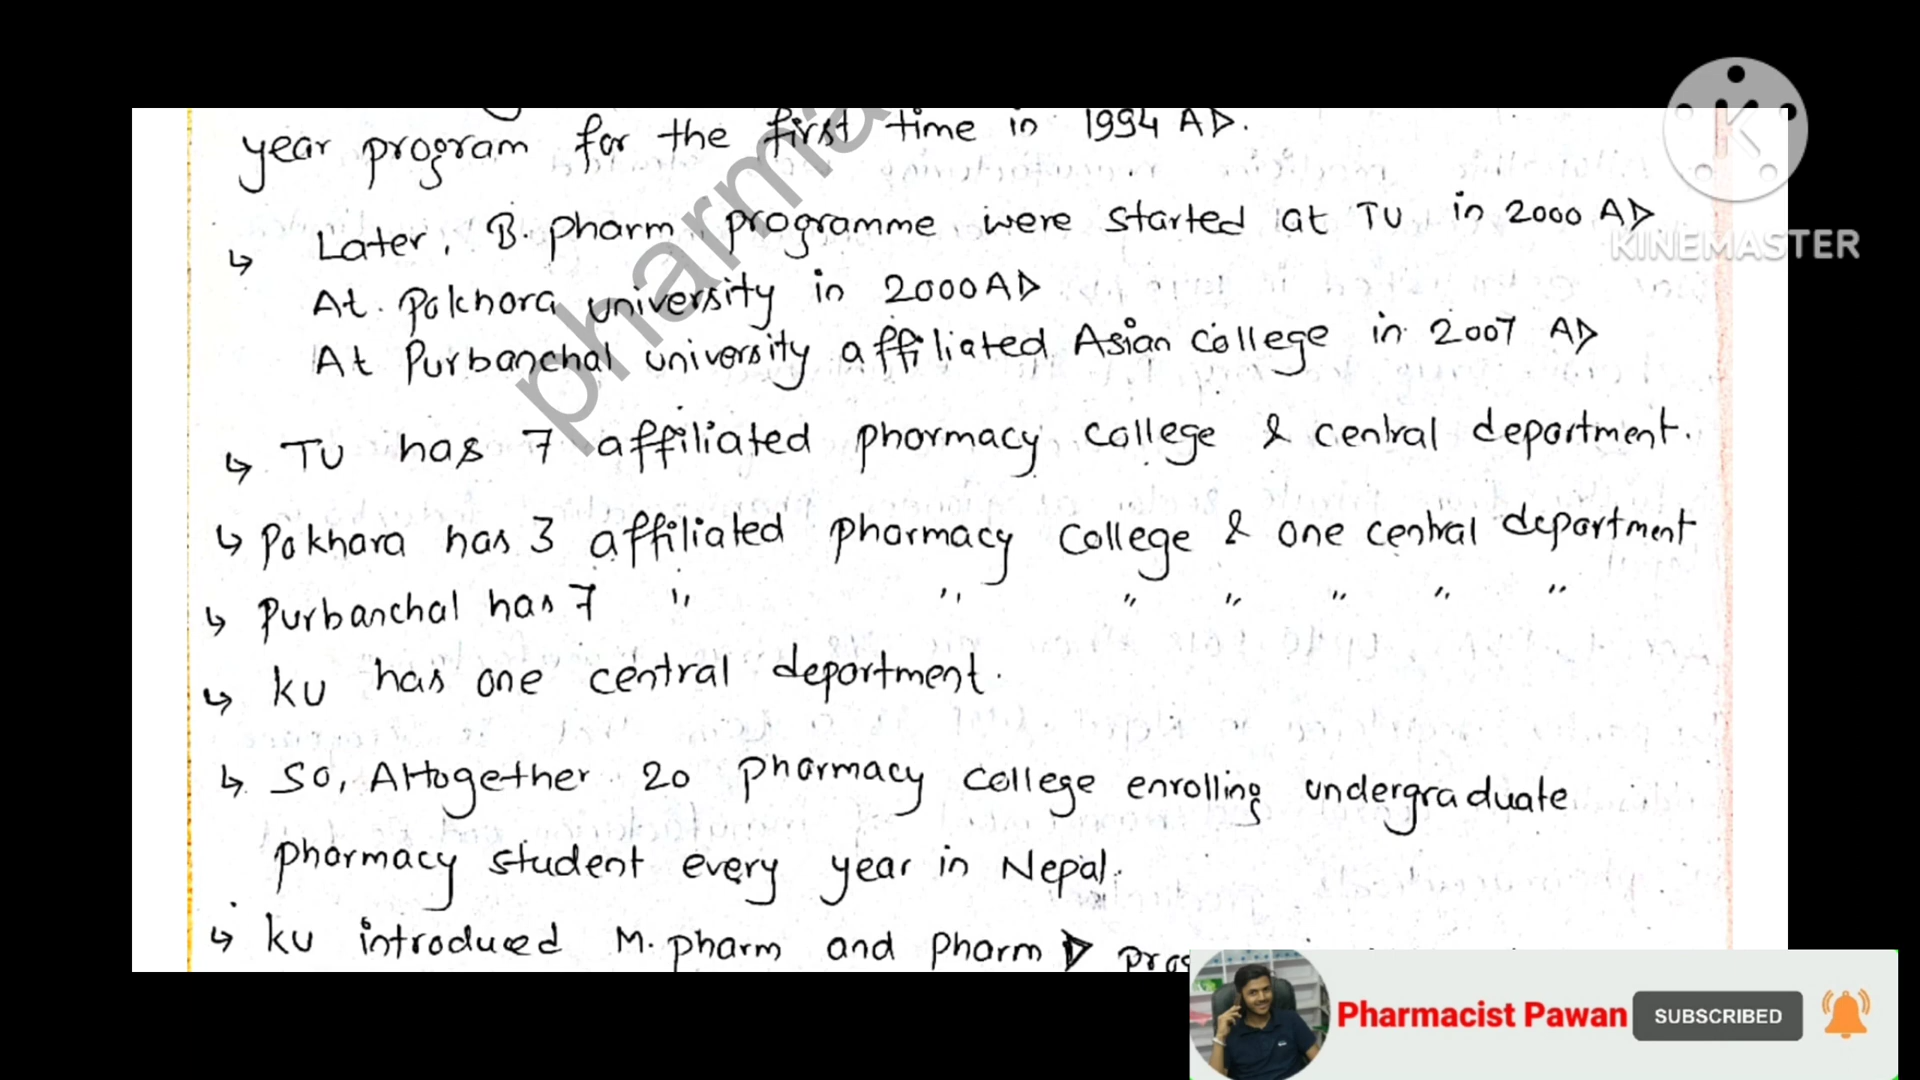 year program for the first time in 1994 AD.
↳ Later, B. pharm programme were started at TU in 2000 AD
KINEMASTER
At Pokhora university in 2000 AD
At Purbanchal university affiliated Asian college in 2007 AD
pharma
↳ TU has 7 affiliated pharmacy college & central department.
↳ Pokhara has 3 affiliated pharmacy college & one central department
↳ Purbanchal has 7 " " " " " " "
↳ KU has one central department.
↳ So, Altogether 20 pharmacy college enrolling undergraduate
pharmacy student every year in Nepal.
↳ KU introduced M. pharm and pharm D
Pharmacist Pawan SUBSCRIBED